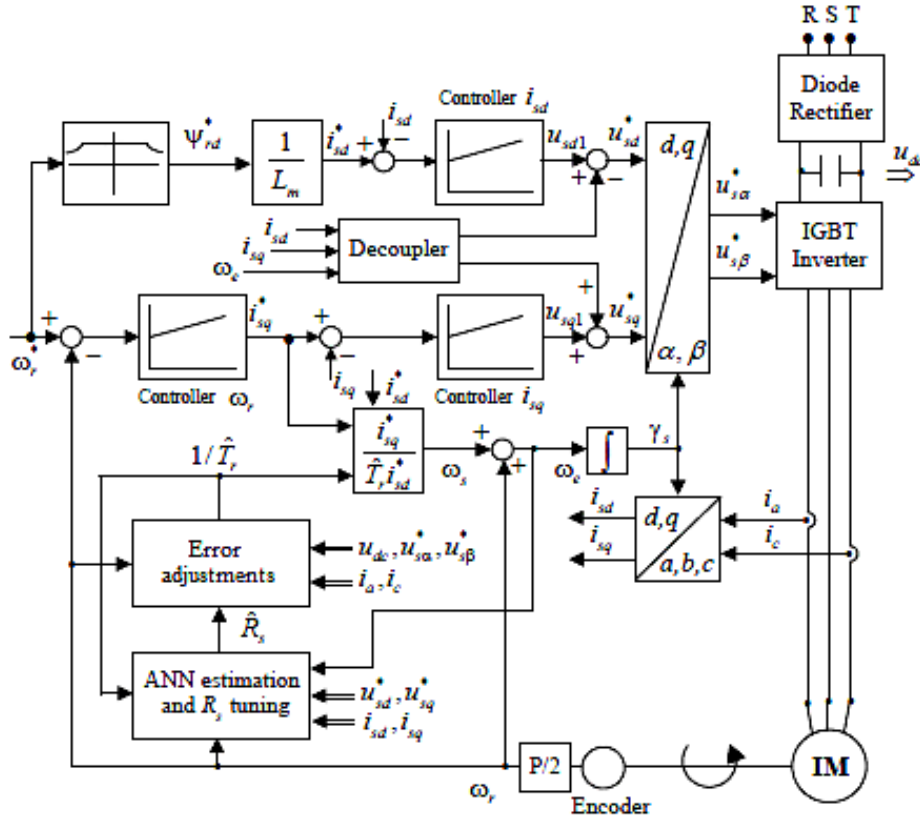 R S T
Diode
Rectifier
Controller i_sd
i_sd
ψ*_rd
1/L_m
i*_sd
+
−
u_sd1
u*_sd
+
−
d,q
α, β
u*_sα
u*_sβ
IGBT
Inverter
i_sd
i_sq
ω_e
Decoupler
+
ω*_r
+
−
i*_sq
Controller ω_r
+
−
i_sq
u_sq1
+
u*_sq
Controller i_sq
i*_sd
i*_sq
T̂_r i*_sd
1/T̂_r
ω_s
+
+
ω_e
∫
γ_s
i_sd
i_sq
d,q
a,b,c
i_a
i_c
Error
adjustments
u_dc, u*_sα, u*_sβ
i_a, i_c
R̂_s
ANN estimation
and R_s tuning
u*_sd, u*_sq
i_sd, i_sq
ω_r
P/2
Encoder
IM